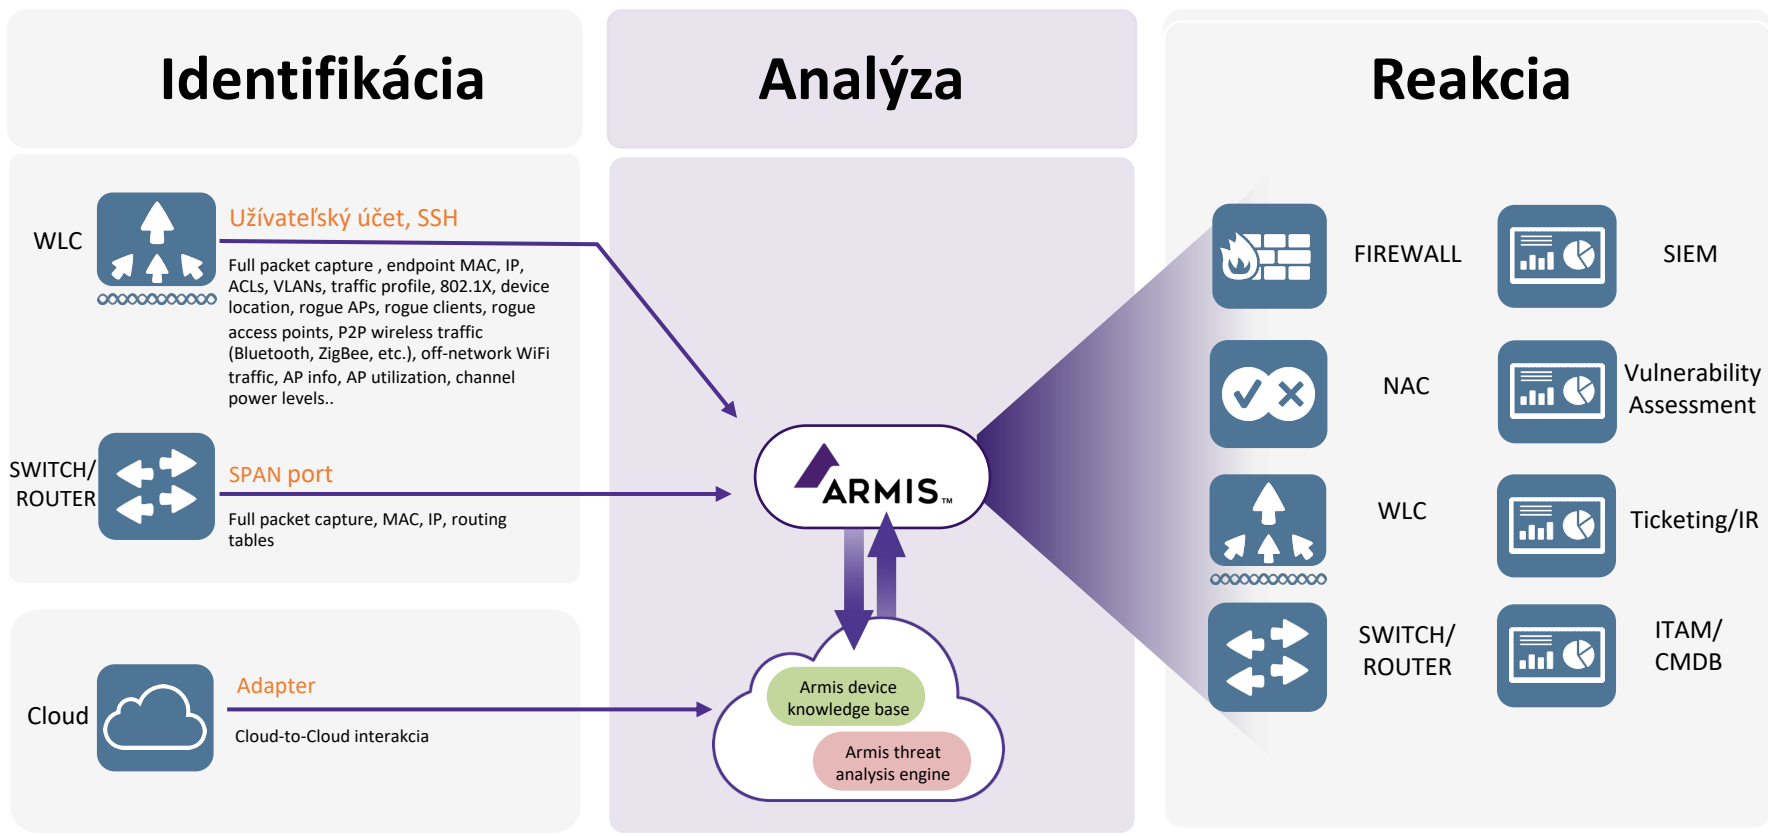 Identifikácia
Analýza
Reakcia
WLC
Užívateľský účet, SSH
Full packet capture , endpoint MAC, IP,
ACLs, VLANs, traffic profile, 802.1X, device
location, rogue APs, rogue clients, rogue
access points, P2P wireless traffic
(Bluetooth, ZigBee, etc.), off-network WiFi
traffic, AP info, AP utilization, channel
power levels..
SWITCH/
ROUTER
SPAN port
Full packet capture, MAC, IP, routing
tables
Cloud
Adapter
Cloud-to-Cloud interakcia
ARMIS™
Armis device
knowledge base
Armis threat
analysis engine
FIREWALL
SIEM
NAC
Vulnerability
Assessment
WLC
Ticketing/IR
SWITCH/
ROUTER
ITAM/
CMDB